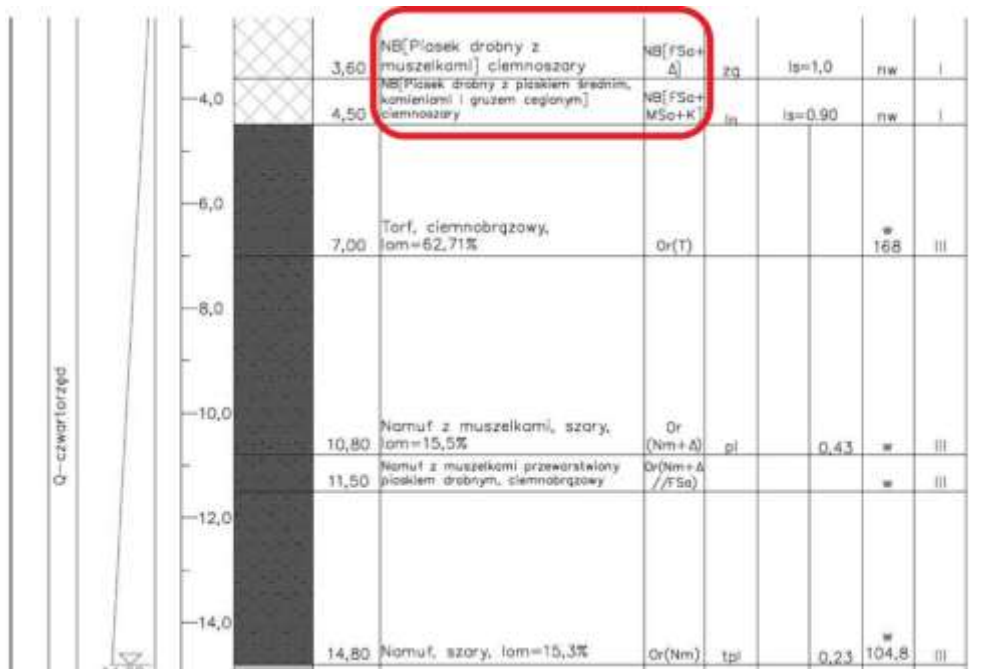 NB[Piasek drobny z
muszelkami] ciemnoszary
NB[FSa+
Δ]
3,60
zg
Is=1,0
nw
I
NB[Piasek drobny z piaskiem średnim,
kamieniami i gruzem ceglanym]
ciemnoszary
NB[FSa+
MSa+K]
−4,0
4,50
ln
Is=0.90
nw
I
−6,0
Torf, ciemnobrązowy,
Iom=62,71%
7,00
Or(T)
w
168
III
−8,0
Q−czwartorzęd
−10,0
Namuł z muszelkami, szary,
Iom=15,5%
10,80
Or
(Nm+Δ)
pl
0,43
w
III
Namuł z muszelkami przewarstwiony
piaskiem drobnym, ciemnobrązowy
11,50
Or(Nm+Δ
//FSa)
w
III
−12,0
−14,0
14,80
Namuł, szary, Iom=15,3%
Or(Nm)
tpl
0,23
w
104,8
III